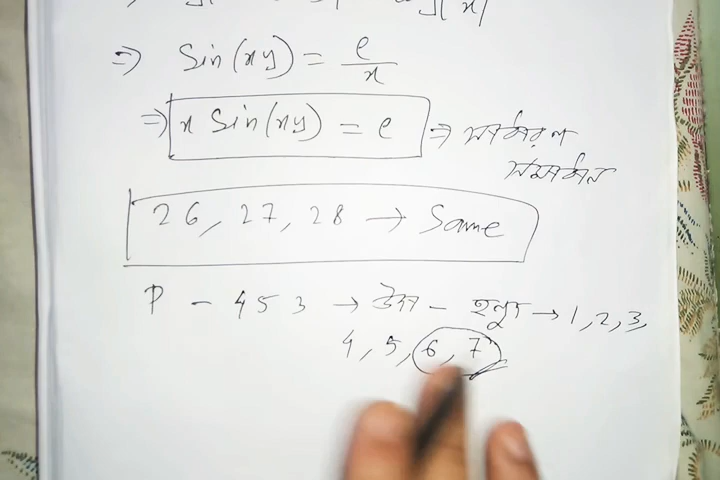 ⇒ Sin(xy) = e/x
⇒ x Sin(xy) = e ⇒ সাধারণ
সমাধান
26, 27, 28 → Same
P - 453 → উদা - হলুদ → 1, 2, 3,
4, 5, 6, 7